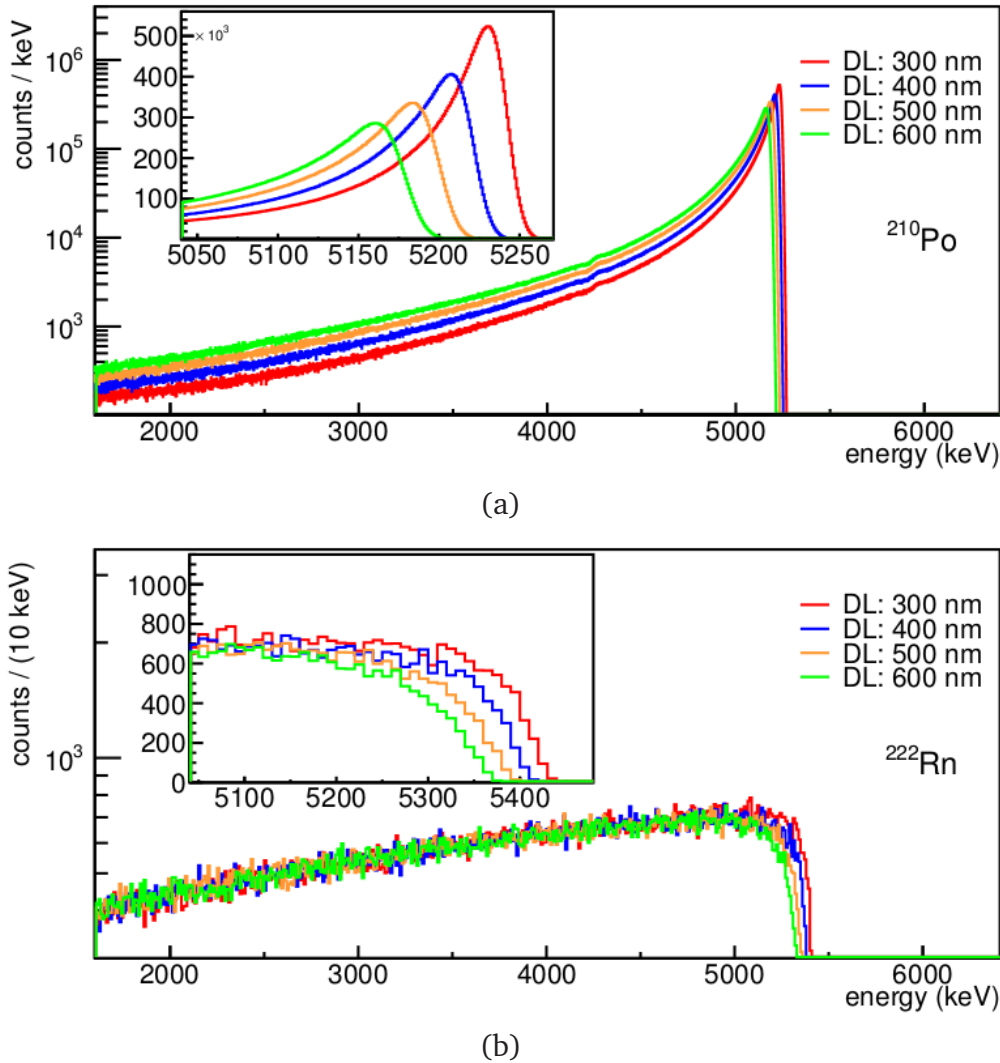 counts / keV
10⁶
10⁵
10⁴
10³
500
400
300
200
100
× 10³
5050 5100 5150 5200 5250
DL: 300 nm
DL: 400 nm
DL: 500 nm
DL: 600 nm
²¹⁰Po
2000 3000 4000 5000 6000
energy (keV)
(a)
counts / (10 keV)
10³
1000
800
600
400
200
0
5100 5200 5300 5400
DL: 300 nm
DL: 400 nm
DL: 500 nm
DL: 600 nm
²²²Rn
2000 3000 4000 5000 6000
energy (keV)
(b)